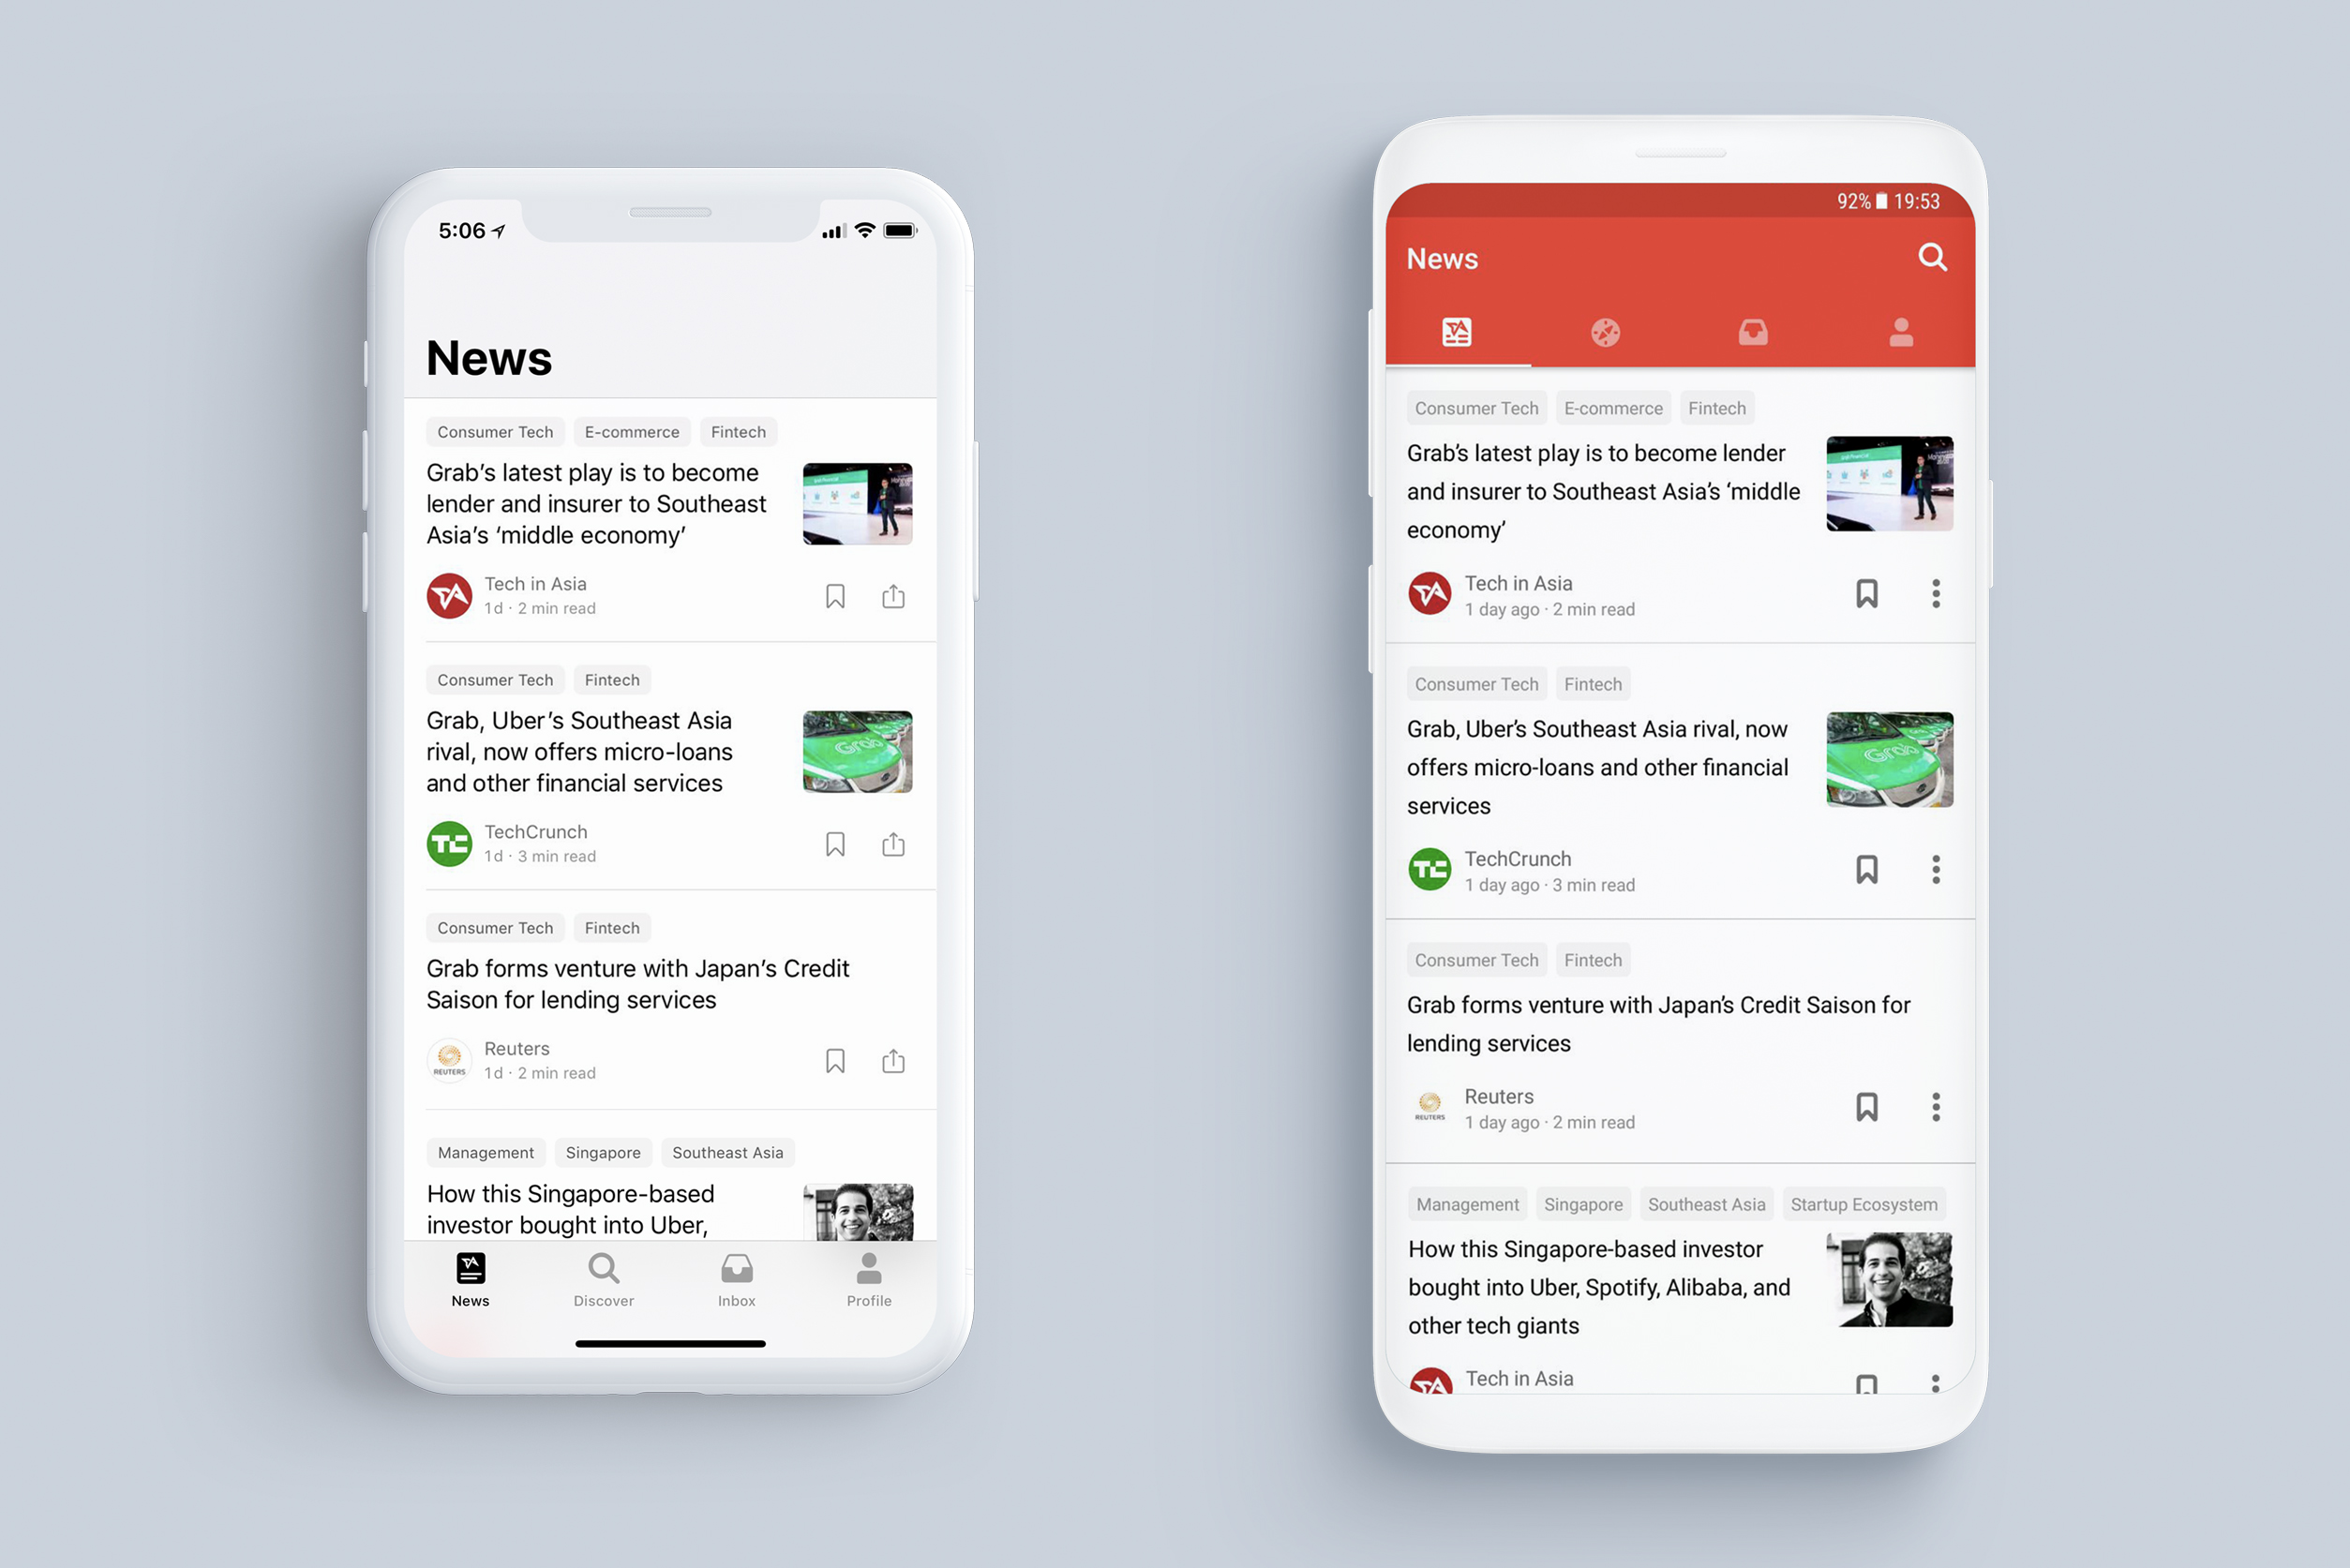 5:06
News
Consumer Tech E-commerce Fintech
Grab's latest play is to become
lender and insurer to Southeast
Asia's ‘middle economy’
Tech in Asia
1d · 2 min read
Consumer Tech Fintech
Grab, Uber's Southeast Asia
rival, now offers micro-loans
and other financial services
Grab
TC
TechCrunch
1d · 3 min read
Consumer Tech Fintech
Grab forms venture with Japan's Credit
Saison for lending services
REUTERS
Reuters
1d · 2 min read
Management Singapore Southeast Asia
How this Singapore-based
investor bought into Uber,
News Discover Inbox Profile
92% 19:53
News
Consumer Tech E-commerce Fintech
Grab's latest play is to become lender
and insurer to Southeast Asia's ‘middle
economy’
Tech in Asia
1 day ago · 2 min read
Consumer Tech Fintech
Grab, Uber's Southeast Asia rival, now
offers micro-loans and other financial
services
Grab
TC
TechCrunch
1 day ago · 3 min read
Consumer Tech Fintech
Grab forms venture with Japan's Credit Saison for
lending services
REUTERS
Reuters
1 day ago · 2 min read
Management Singapore Southeast Asia Startup Ecosystem
How this Singapore-based investor
bought into Uber, Spotify, Alibaba, and
other tech giants
Tech in Asia